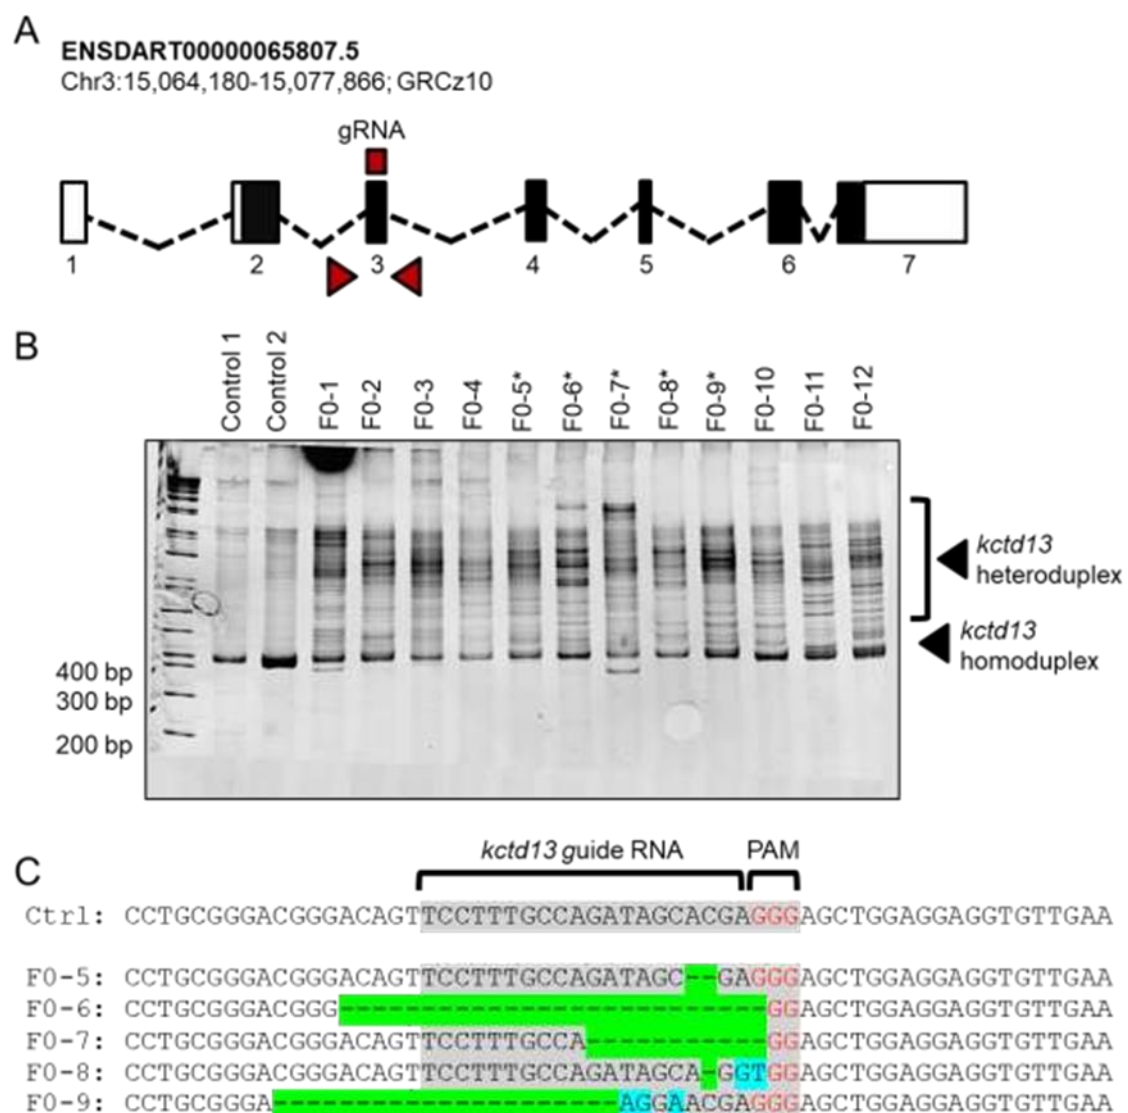 A
ENSDART00000065807.5
Chr3:15,064,180-15,077,866; GRCz10
gRNA
1 2 3 4 5 6 7
B
Control 1 Control 2 F0-1 F0-2 F0-3 F0-4 F0-5* F0-6* F0-7* F0-8* F0-9* F0-10 F0-11 F0-12
kctd13
heteroduplex
kctd13
homoduplex
400 bp
300 bp
200 bp
kctd13 guide RNA PAM
C
Ctrl: CCTGCGGGACGGGACAGTTCCTTTGCCAGATAGCACGAGGGAGCTGGAGGAGGTGTTGAA
F0-5: CCTGCGGGACGGGACAGTTCCTTTGCCAGATAGC--GAGGGAGCTGGAGGAGGTGTTGAA
F0-6: CCTGCGGGACGGG--------------------------GGAGCTGGAGGAGGTGTTGAA
F0-7: CCTGCGGGACGGGACAGTTCCTTTGCCA-----------GGAGCTGGAGGAGGTGTTGAA
F0-8: CCTGCGGGACGGGACAGTTCCTTTGCCAGATAGCA-GGTGGAGCTGGAGGAGGTGTTGAA
F0-9: CCTGCGGGA---------------------AGGAACGAGGGAGCTGGAGGAGGTGTTGAA